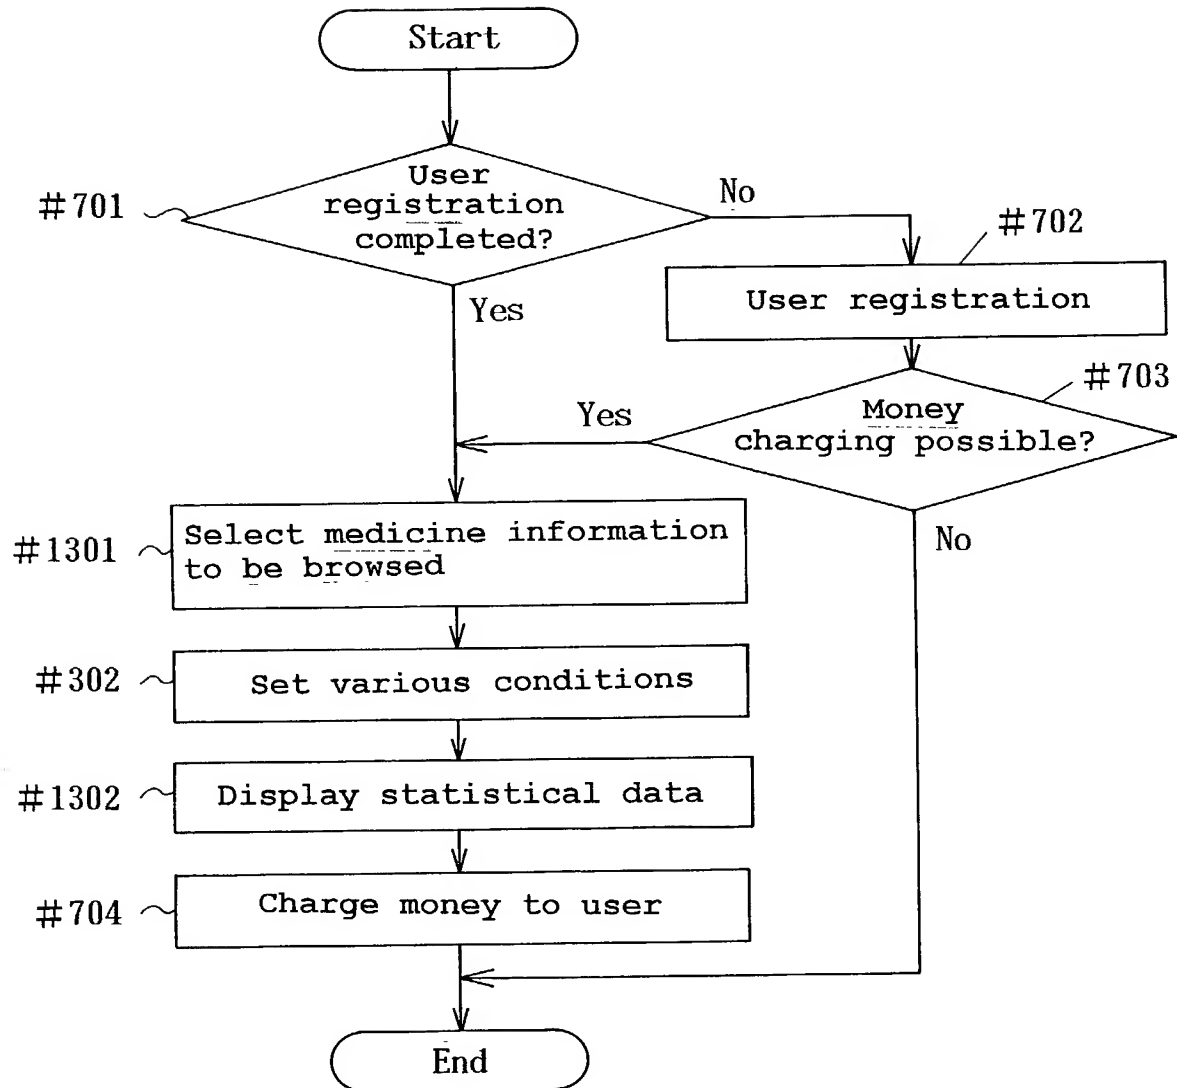 Start
#701
User
registration
completed?
No
#702
User registration
Yes
#703
Money
charging possible?
Yes
No
#1301
Select medicine information
to be browsed
#302
Set various conditions
#1302
Display statistical data
#704
Charge money to user
End